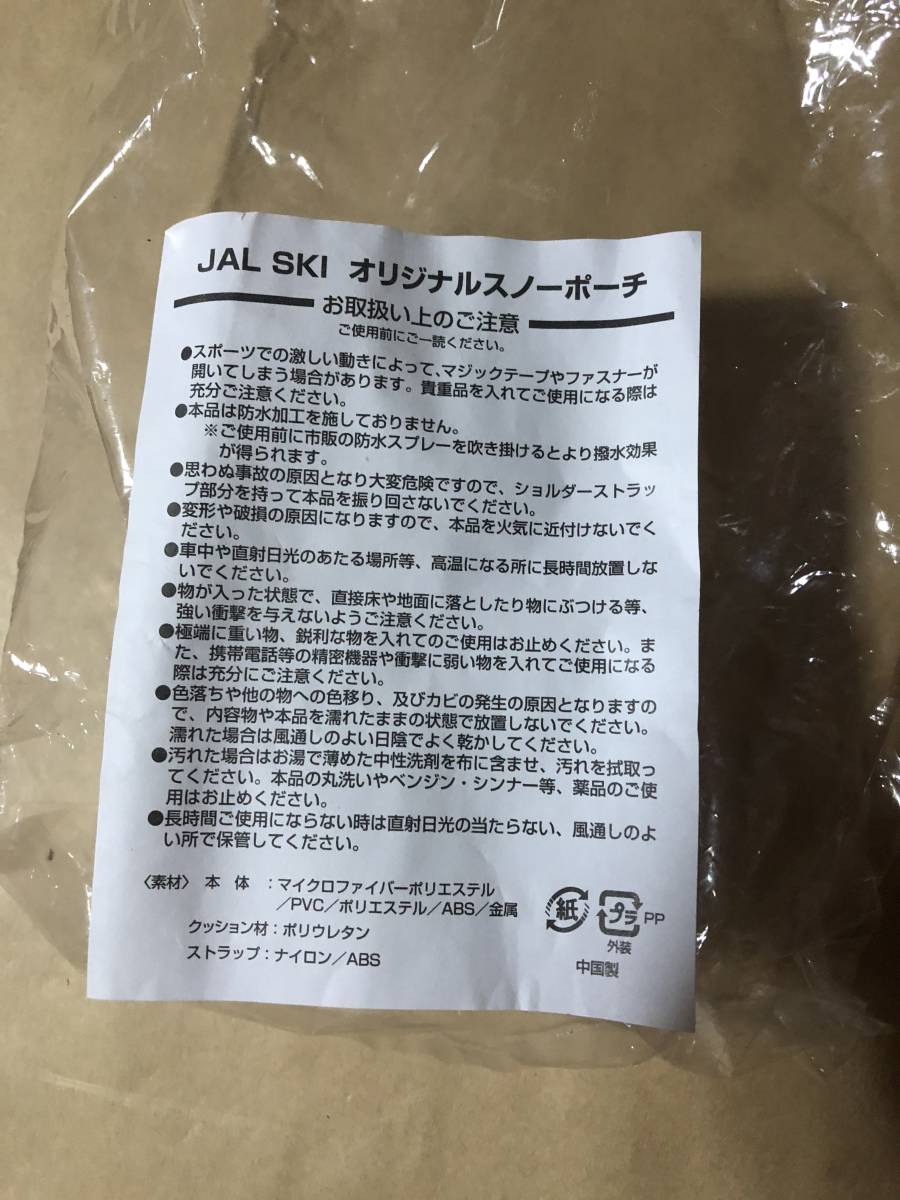 JAL SKI オリジナルスノーポーチ
お取扱い上のご注意
ご使用前にご一読ください。
●スポーツでの激しい動きによって、マジックテープやファスナーが
開いてしまう場合があります。貴重品を入れてご使用になる際は
充分ご注意ください。
●本品は防水加工を施しておりません。
※ご使用前に市販の防水スプレーを吹き掛けるとより撥水効果
が得られます。
●思わぬ事故の原因となり大変危険ですので、ショルダーストラッ
プ部分を持って本品を振り回さないでください。
●変形や破損の原因になりますので、本品を火気に近付けないでく
ださい。
●車中や直射日光のあたる場所等、高温になる所に長時間放置しな
いでください。
●物が入った状態で、直接床や地面に落としたり物にぶつける等、
強い衝撃を与えないようご注意ください。
●極端に重い物、鋭利な物を入れてのご使用はお止めください。ま
た、携帯電話等の精密機器や衝撃に弱い物を入れてご使用になる
際は充分にご注意ください。
●色落ちや他の物への色移り、及びカビの発生の原因となりますの
で、内容物や本品を濡れたままの状態で放置しないでください。
濡れた場合は風通しのよい日陰でよく乾かしてください。
●汚れた場合はお湯で薄めた中性洗剤を布に含ませ、汚れを拭取っ
てください。本品の丸洗いやベンジン・シンナー等、薬品のご使
用はお止めください。
●長時間ご使用にならない時は直射日光の当たらない、風通しのよ
い所で保管してください。
〈素材〉 本 体 : マイクロファイバーポリエステル
/PVC/ポリエステル/ABS/金属
クッション材 : ポリウレタン
ストラップ : ナイロン/ABS
紙 プラ PP
外装
中国製